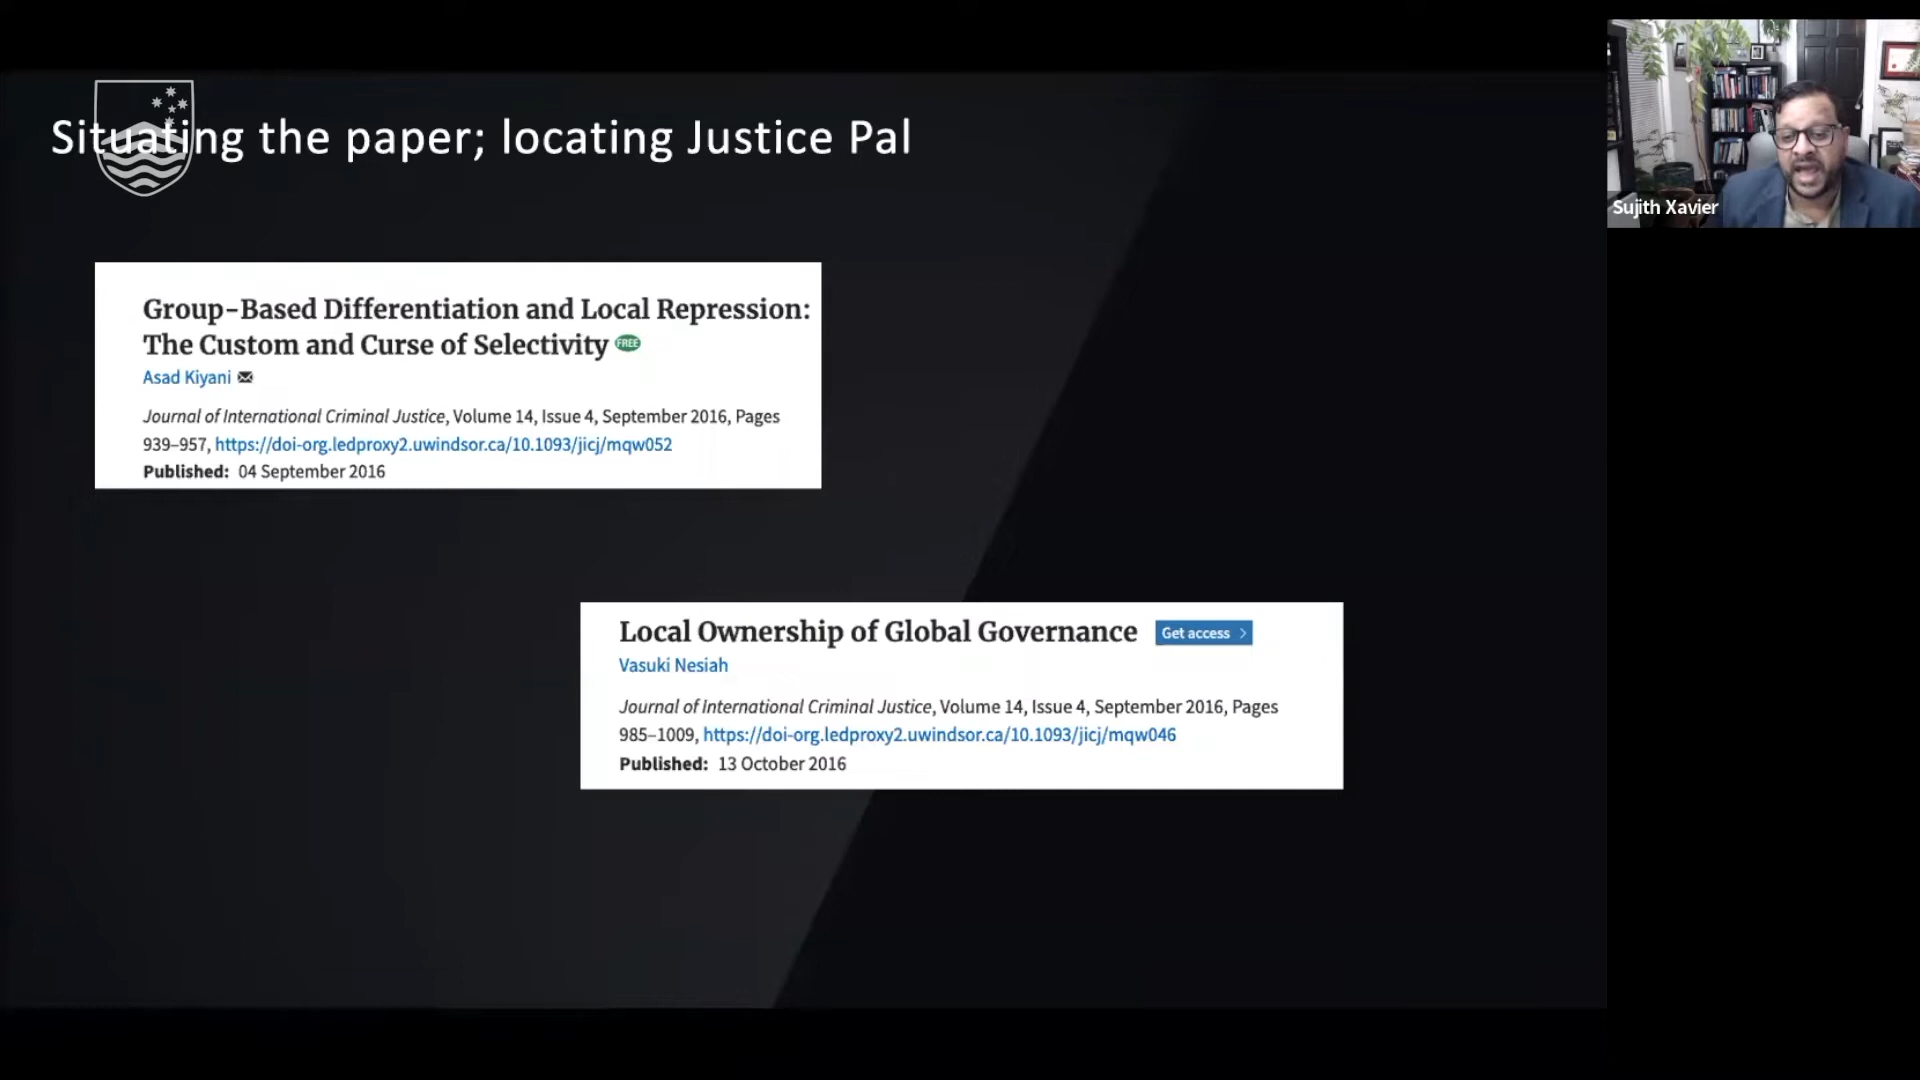 Situating the paper; locating Justice Pal
Sujith Xavier
Group-Based Differentiation and Local Repression:
The Custom and Curse of Selectivity FREE
Asad Kiyani
Journal of International Criminal Justice, Volume 14, Issue 4, September 2016, Pages
939–957, https://doi-org.ledproxy2.uwindsor.ca/10.1093/jicj/mqw052
Published: 04 September 2016
Local Ownership of Global Governance Get access
Vasuki Nesiah
Journal of International Criminal Justice, Volume 14, Issue 4, September 2016, Pages
985–1009, https://doi-org.ledproxy2.uwindsor.ca/10.1093/jicj/mqw046
Published: 13 October 2016